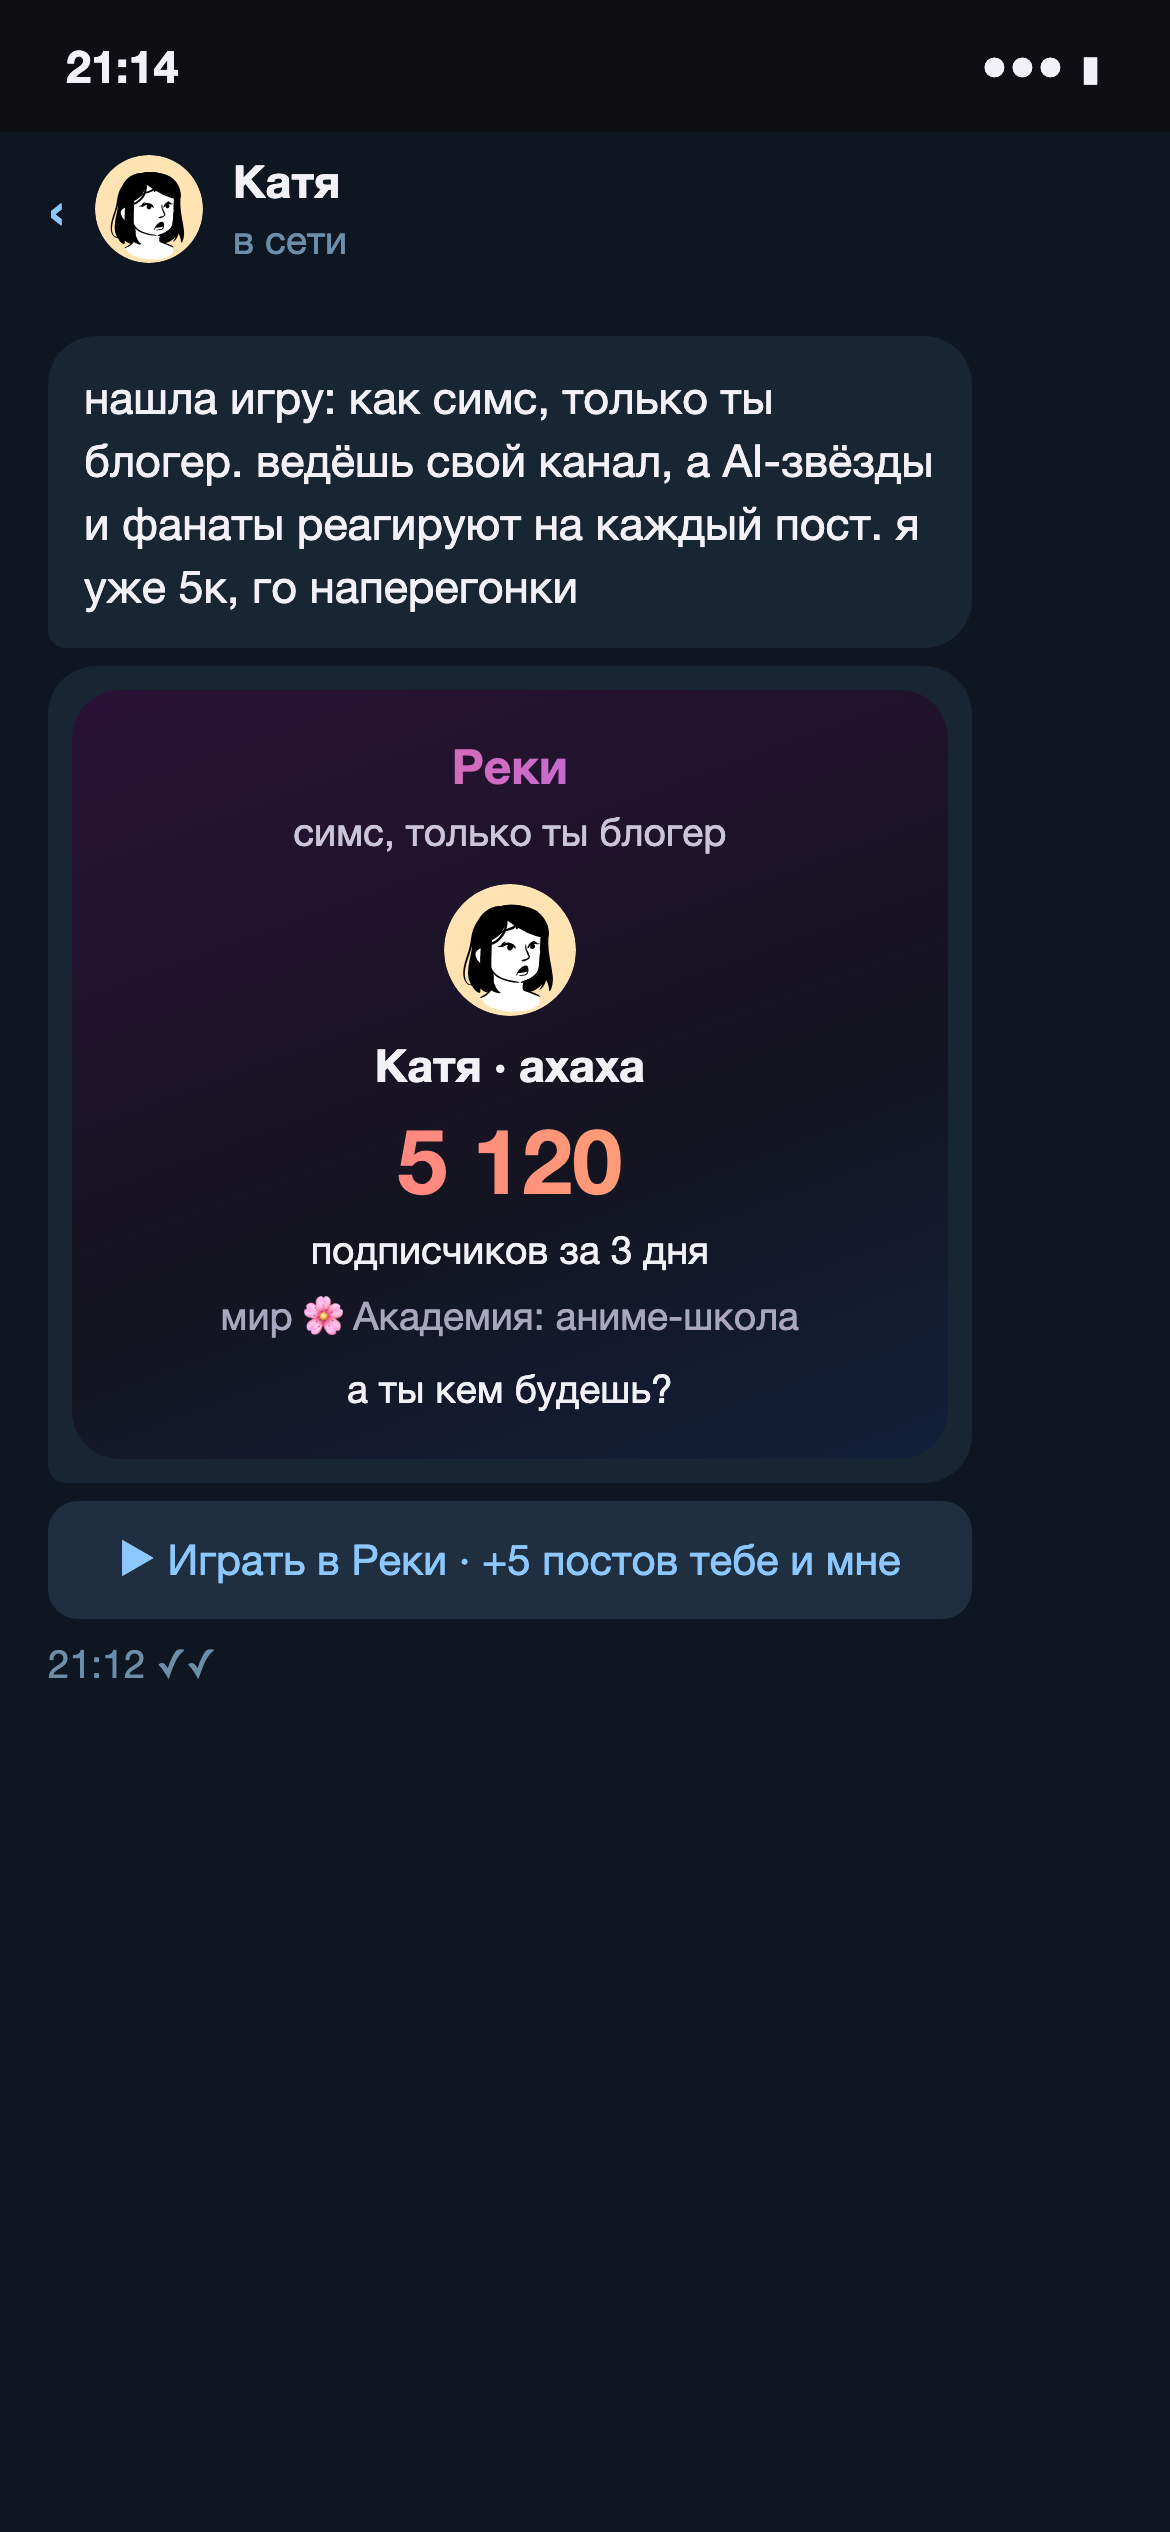 21:14
Катя
в сети
нашла игру: как симс, только ты
блогер. ведёшь свой канал, а AI-звёзды
и фанаты реагируют на каждый пост. я
уже 5к, го наперегонки
Реки
симс, только ты блогер
Катя · ахаха
5 120
подписчиков за 3 дня
мир 🌸 Академия: аниме-школа
а ты кем будешь?
▶ Играть в Реки · +5 постов тебе и мне
21:12 ✓✓